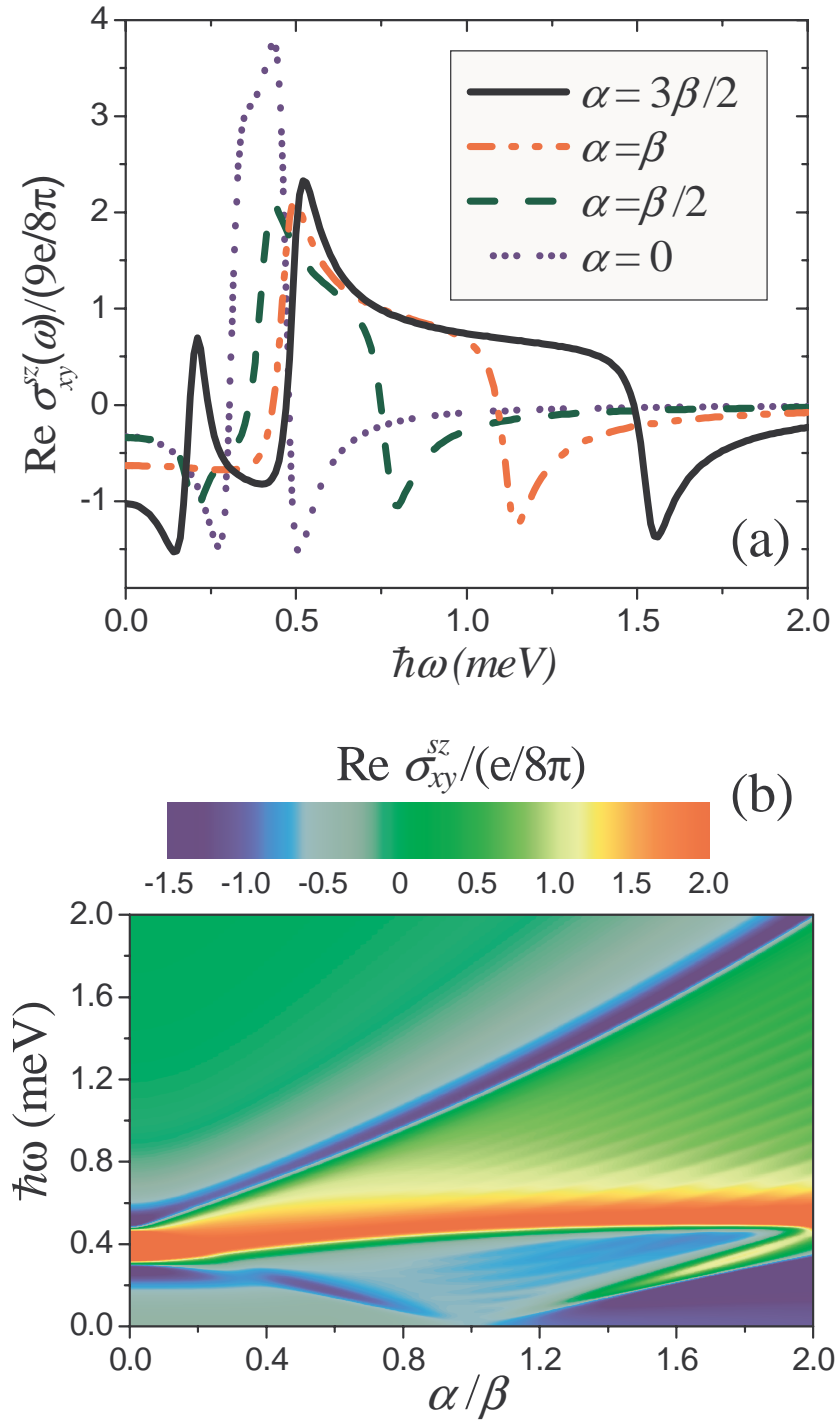 4
3
2
1
0
-1
Re σ^{sz}_{xy}(ω)/(9e/8π)
α = 3β/2
α=β
α=β/2
α = 0
(a)
0.0 0.5 1.0 1.5 2.0
ħω (meV)
Re σ^{sz}_{xy}/(e/8π)
(b)
-1.5 -1.0 -0.5 0 0.5 1.0 1.5 2.0
2.0
1.6
1.2
0.8
0.4
0.0
ħω (meV)
0.0 0.4 0.8 1.2 1.6 2.0
α/β